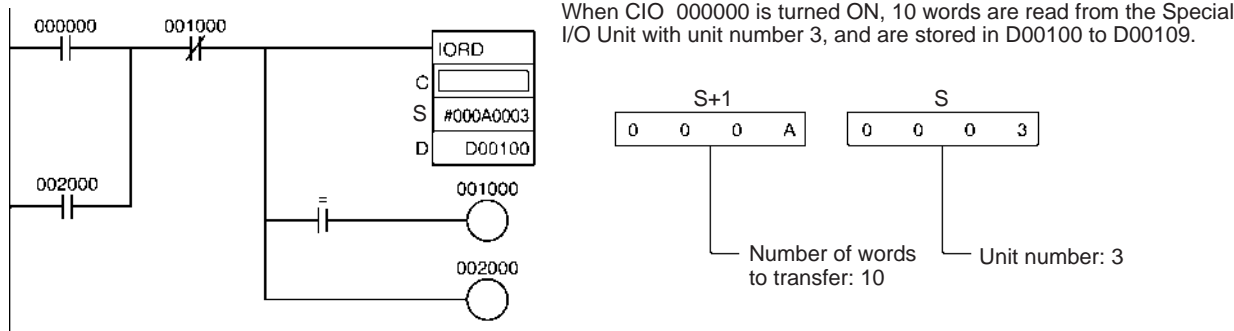 When CIO 000000 is turned ON, 10 words are read from the Special
I/O Unit with unit number 3, and are stored in D00100 to D00109.
000000
001000
IORD
C
S #000A0003
D D00100
002000
=
001000
002000
S+1
S
0 0 0 A
0 0 0 3
Number of words
to transfer: 10
Unit number: 3